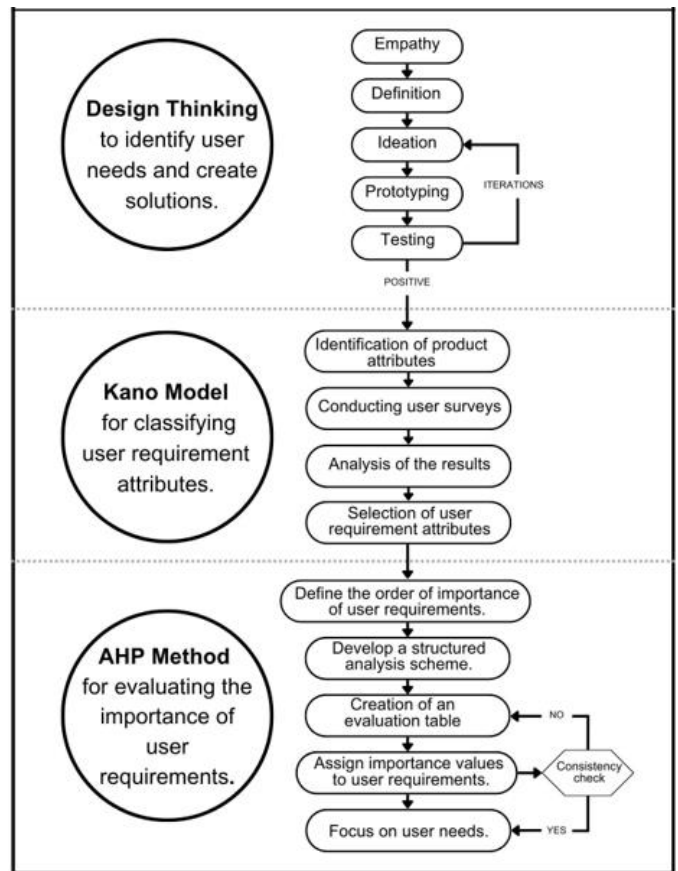 Design Thinking
to identify user
needs and create
solutions.
Empathy
Definition
Ideation
Prototyping
Testing
ITERATIONS
POSITIVE
Kano Model
for classifying
user requirement
attributes.
Identification of product
attributes
Conducting user surveys
Analysis of the results
Selection of user
requirement attributes
AHP Method
for evaluating the
importance of
user
requirements.
Define the order of importance
of user requirements.
Develop a structured
analysis scheme.
Creation of an
evaluation table
NO
Assign importance values
to user requirements.
Consistency
check
Focus on user needs.
YES